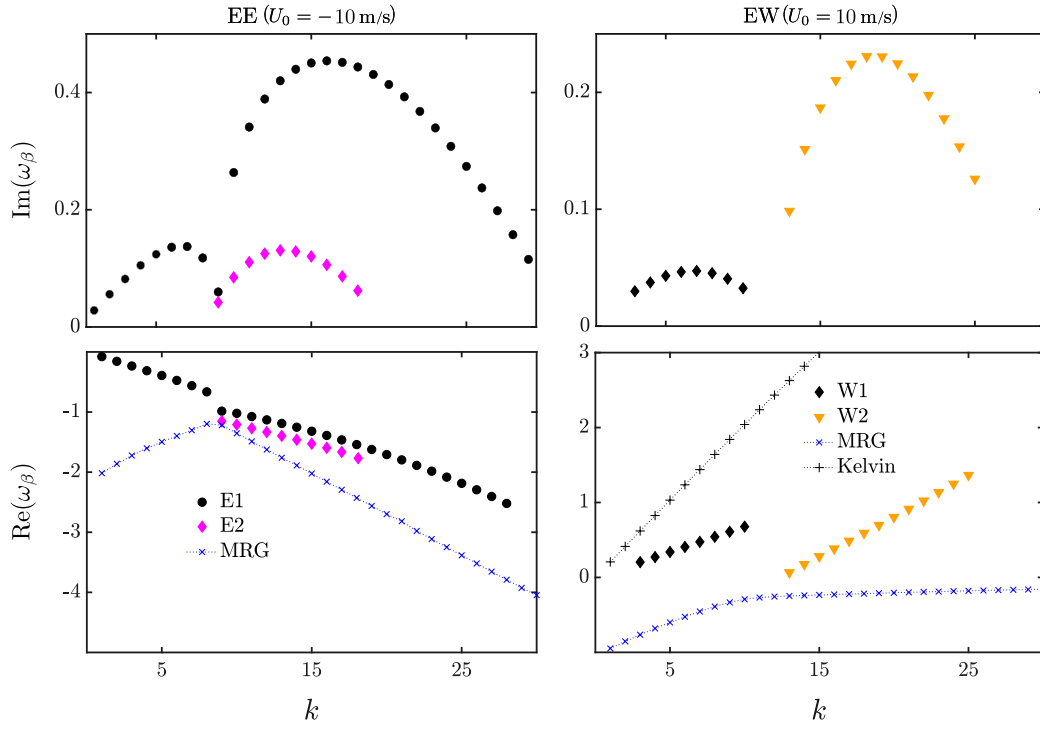 EE (U₀ = −10 m/s)
EW (U₀ = 10 m/s)
Im(ωᵦ)
0.4
0.2
0
0.2
0.1
0
Re(ωᵦ)
-1
-2
-3
-4
E1
E2
MRG
5
15
25
k
3
2
1
0
W1
W2
MRG
Kelvin
5
15
25
k